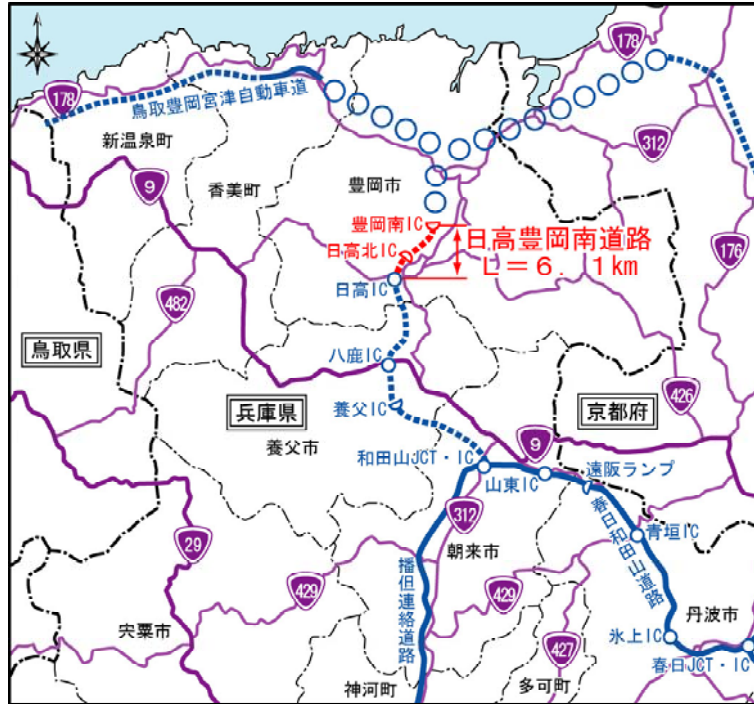 178
178
鳥取豊岡宮津自動車道
新温泉町
312
9
香美町
豊岡市
豊岡南IC
日高豊岡南道路
L=6.1km
日高北IC
176
日高IC
482
鳥取県
八鹿IC
426
兵庫県
養父IC
京都府
養父市
9
和田山JCT・IC
遠阪ランプ
山東IC
312
29
春日和田山道路
青垣IC
朝来市
播但連絡道路
429
429
丹波市
宍粟市
氷上IC
427
春日JCT・IC
神河町
多可町